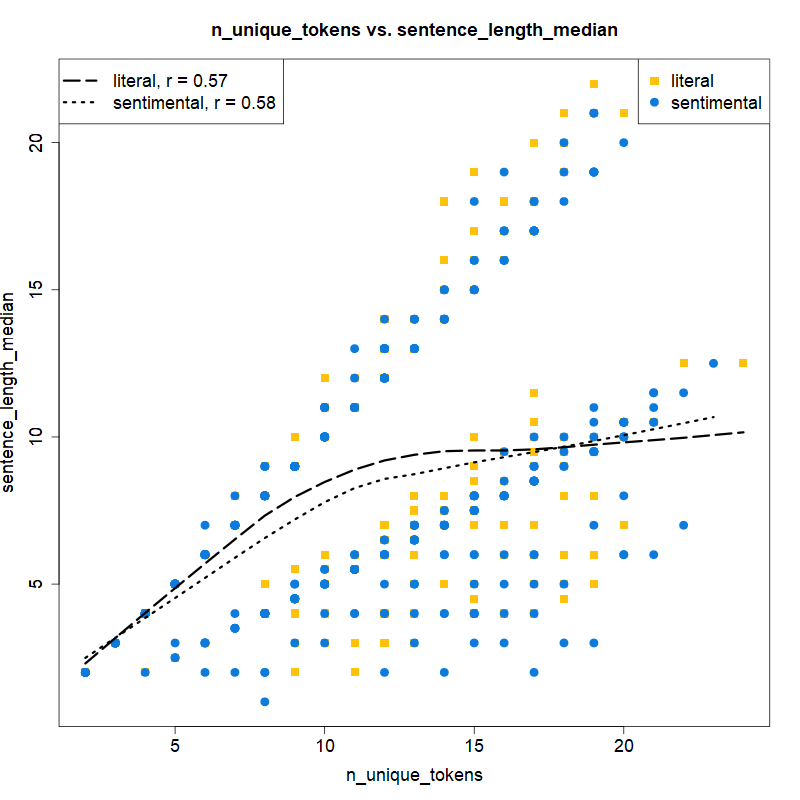 n_unique_tokens vs. sentence_length_median
literal, r = 0.57
sentimental, r = 0.58
literal
sentimental
sentence_length_median
20
15
10
5
5
10
15
20
n_unique_tokens